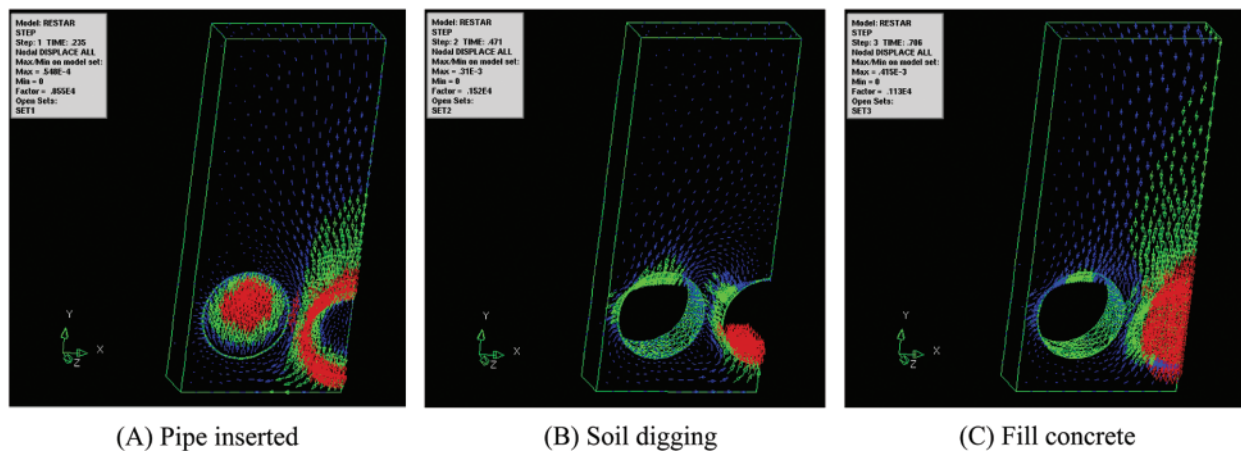 Model: RESTAR
STEP
Step: 1 TIME: .235
Nodal DISPLACE ALL
Max/Min on model set:
Max = .548E-4
Min = 0
Factor = .855E4
Open Sets:
SET1
Y
X
Z
(A) Pipe inserted
Model: RESTAR
STEP
Step: 2 TIME: .471
Nodal DISPLACE ALL
Max/Min on model set:
Max = .31E-3
Min = 0
Factor = .152E4
Open Sets:
SET2
Y
X
Z
(B) Soil digging
Model: RESTAR
STEP
Step: 3 TIME: .706
Nodal DISPLACE ALL
Max/Min on model set:
Max = .415E-3
Min = 0
Factor = .113E4
Open Sets:
SET3
Y
X
Z
(C) Fill concrete